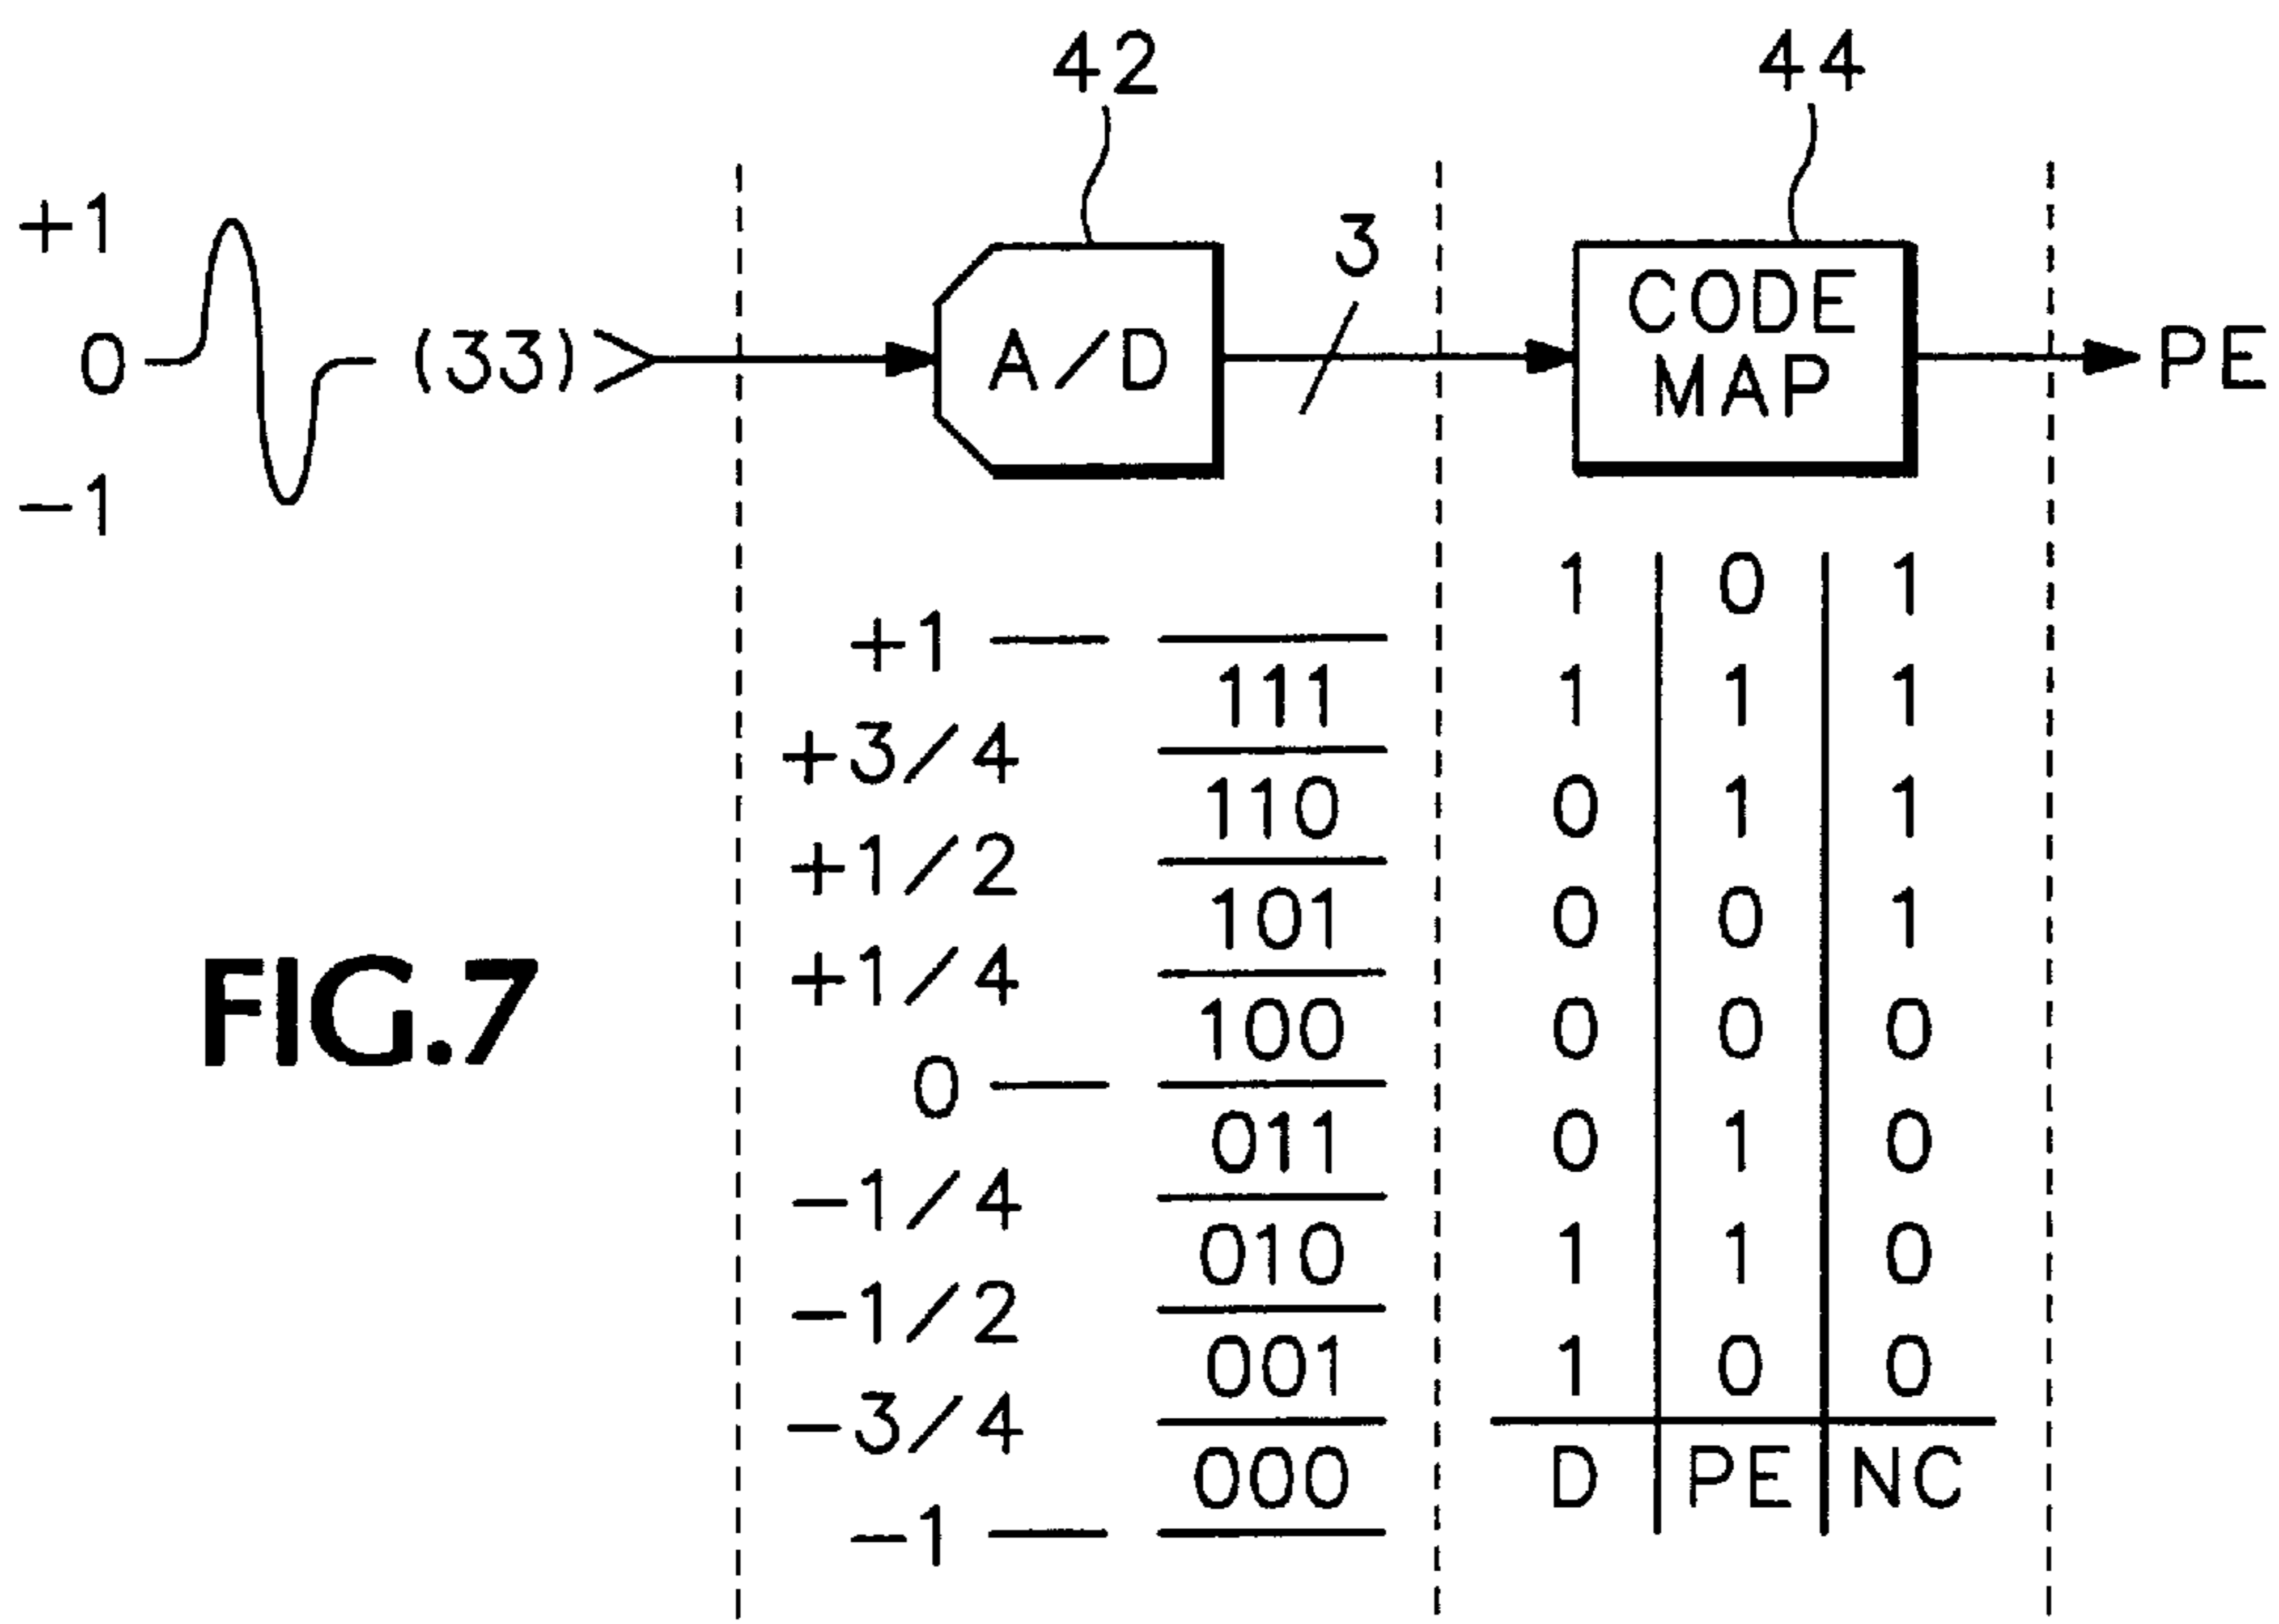 42
44
+1
0
-1
(33)
A/D
3
CODE
MAP
PE
+1
111
+3/4
110
+1/2
101
+1/4
100
0
011
-1/4
010
-1/2
001
-3/4
000
-1
1 0 1
1 1 1
0 1 1
0 0 1
0 0 0
0 1 0
1 1 0
1 0 0
D PE NC
FIG.7